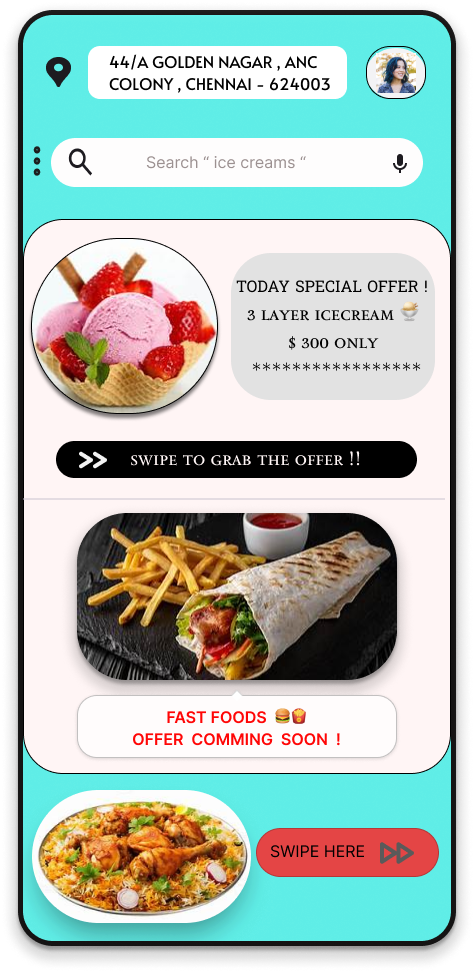 44/A GOLDEN NAGAR , ANC
COLONY , CHENNAI - 624003
Search “ ice creams “
TODAY SPECIAL OFFER !
3 LAYER ICECREAM 🍨
$ 300 ONLY
*****************
SWIPE TO GRAB THE OFFER !!
FAST FOODS 🍔🍟
OFFER COMMING SOON !
SWIPE HERE